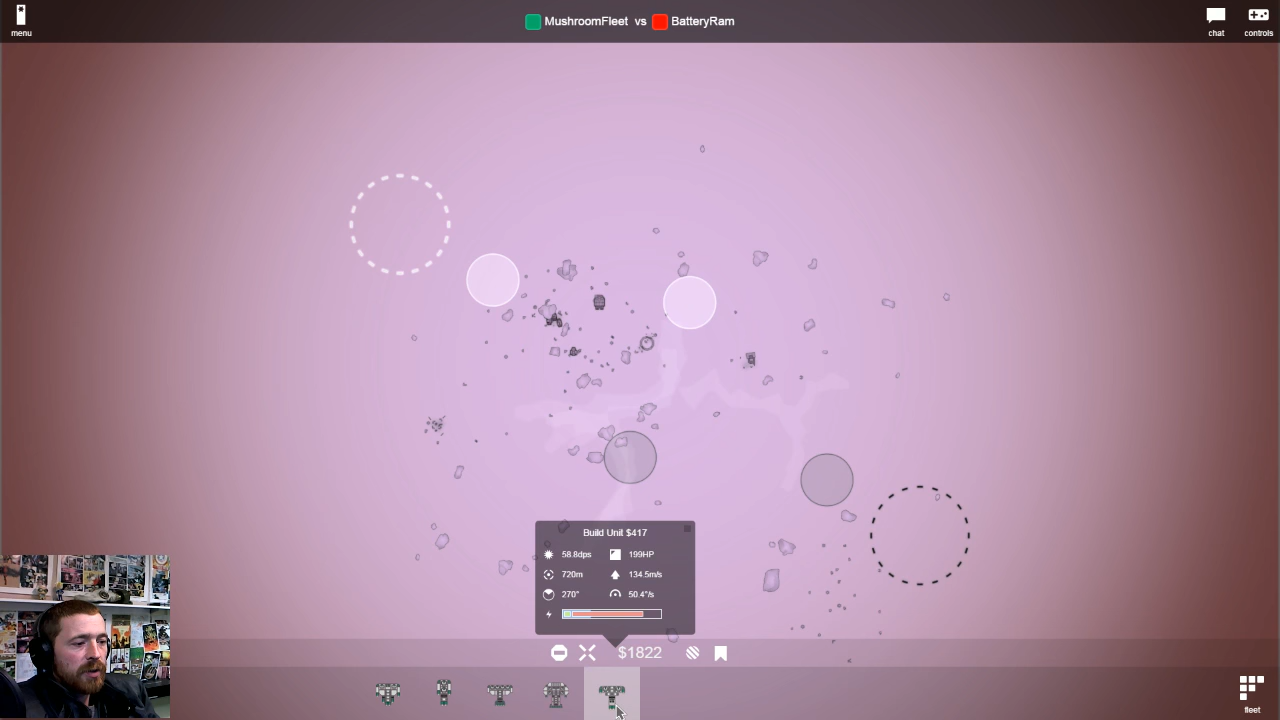 menu
MushroomFleet vs BatteryRam
chat
controls
Build Unit $417
58.8dps 199HP
720m 134.5m/s
270° 50.4°/s
$1822
fleet